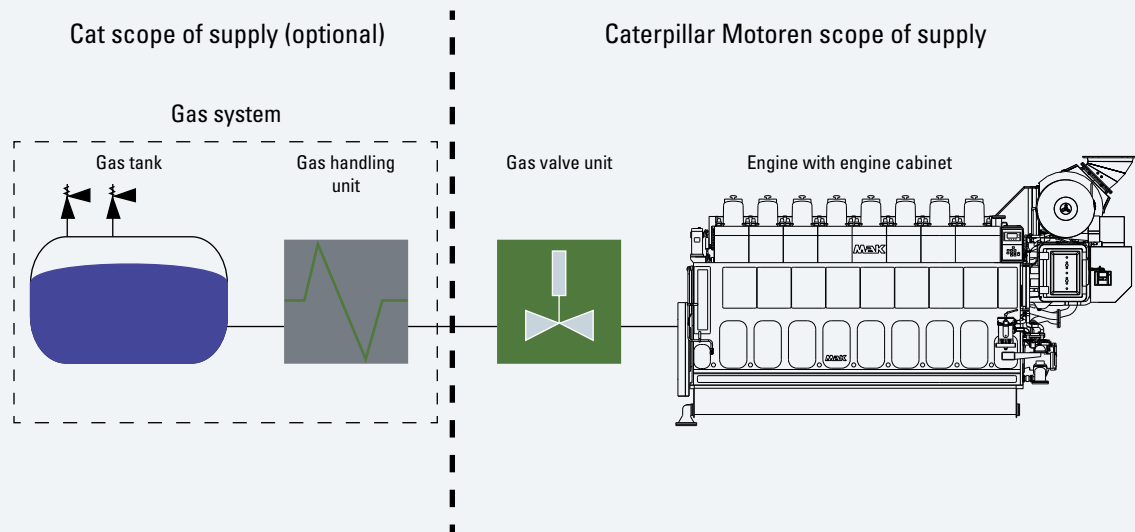 Cat scope of supply (optional)
Caterpillar Motoren scope of supply
Gas system
Gas tank
Gas handling
unit
Gas valve unit
Engine with engine cabinet
MaK
MaK